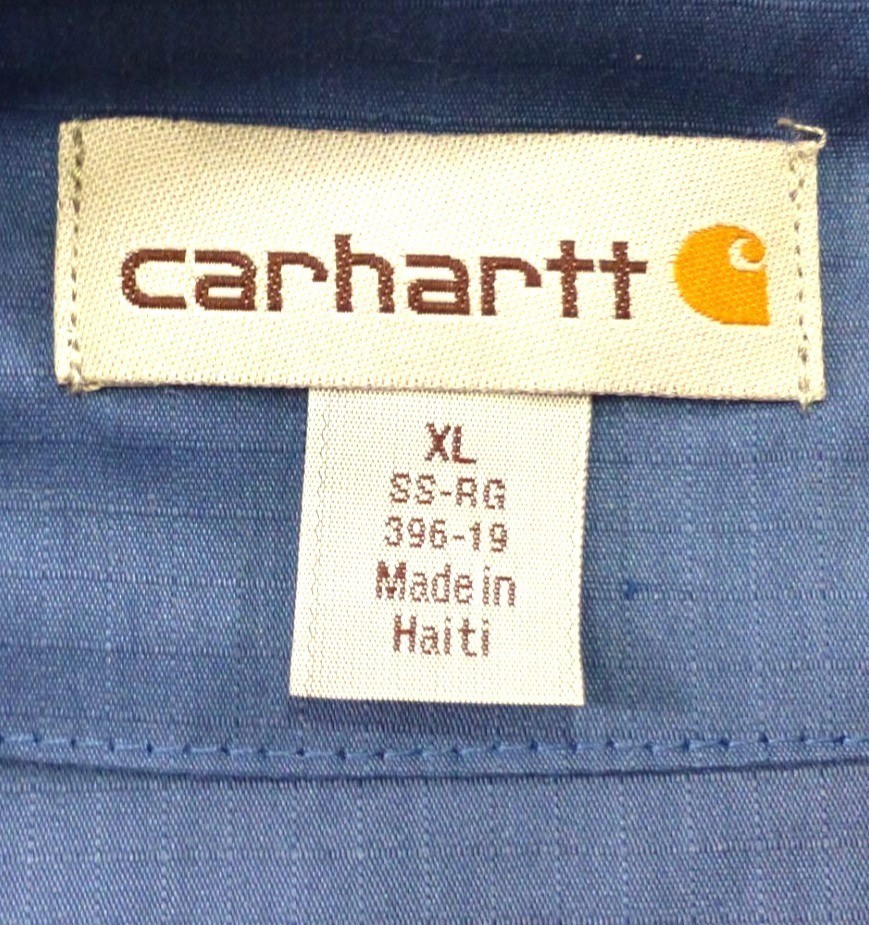 carhartt
XL
SS-RG
396-19
Made in
Haiti